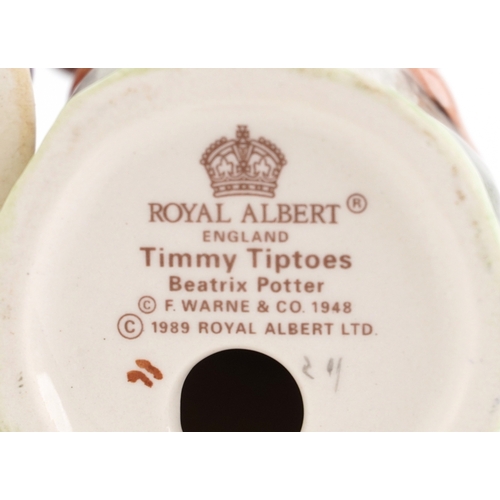 ROYAL ALBERT ®
ENGLAND
Timmy Tiptoes
Beatrix Potter
© F. WARNE & CO. 1948
© 1989 ROYAL ALBERT LTD.